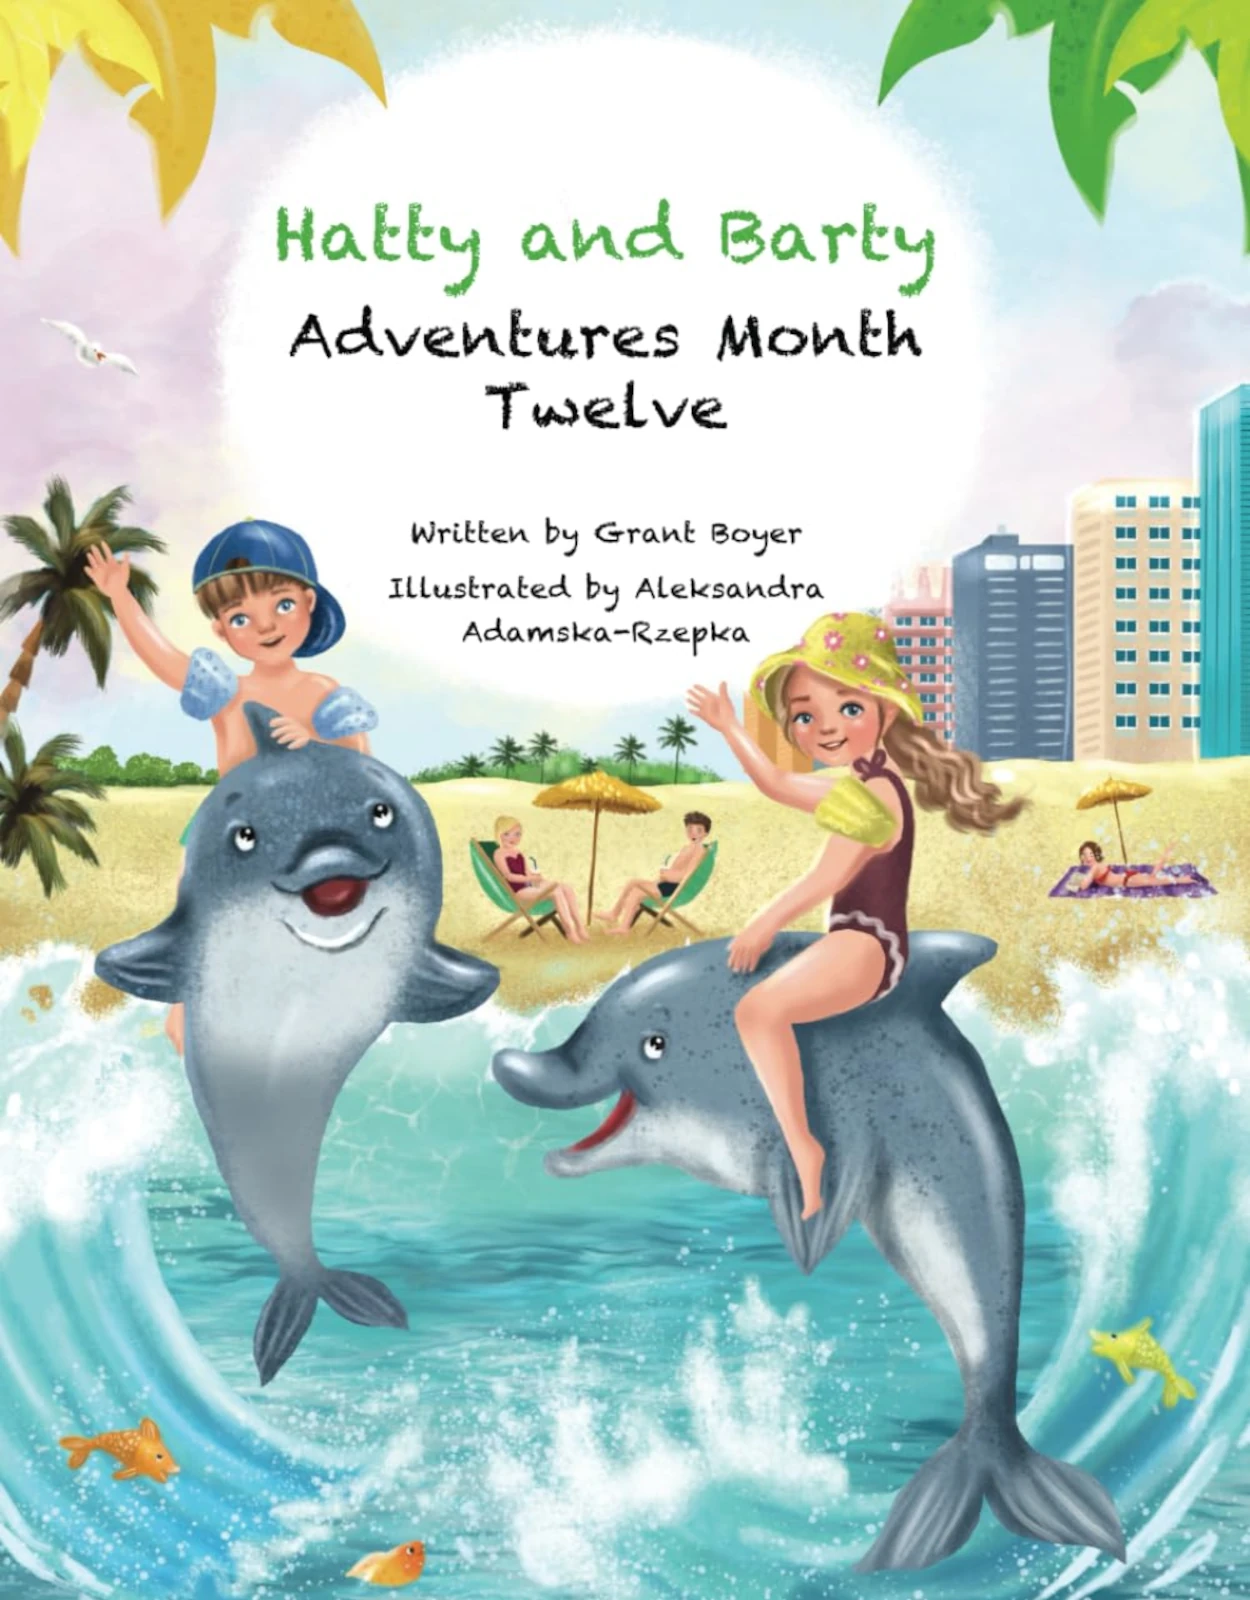 Hatty and Barty
Adventures Month
Twelve
Written by Grant Boyer
Illustrated by Aleksandra
Adamska-Rzepka